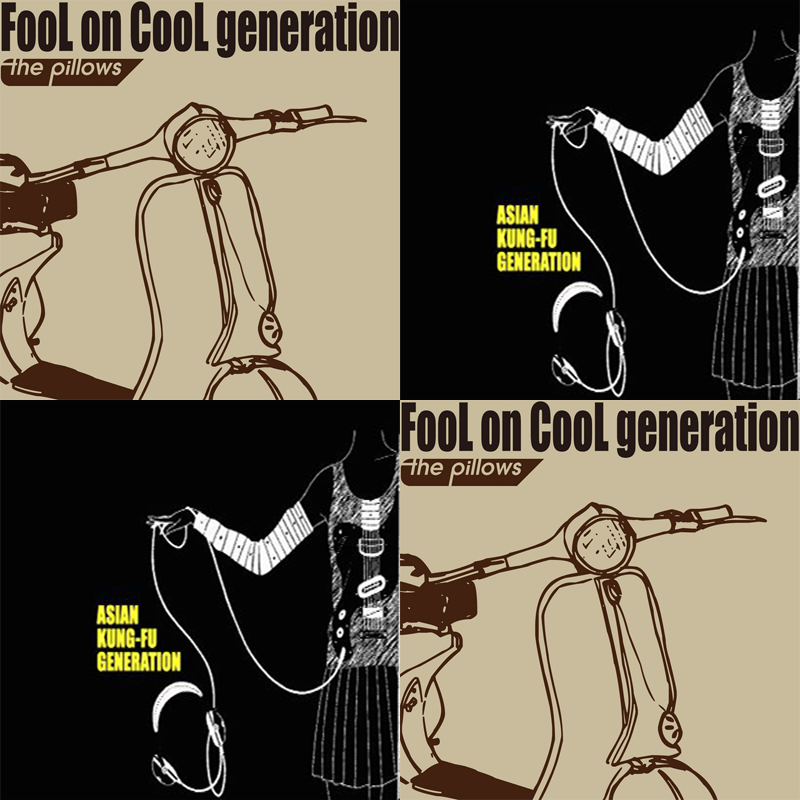 FooL on CooL generation
the pillows
ASIAN
KUNG-FU
GENERATION
ASIAN
KUNG-FU
GENERATION
FooL on CooL generation
the pillows